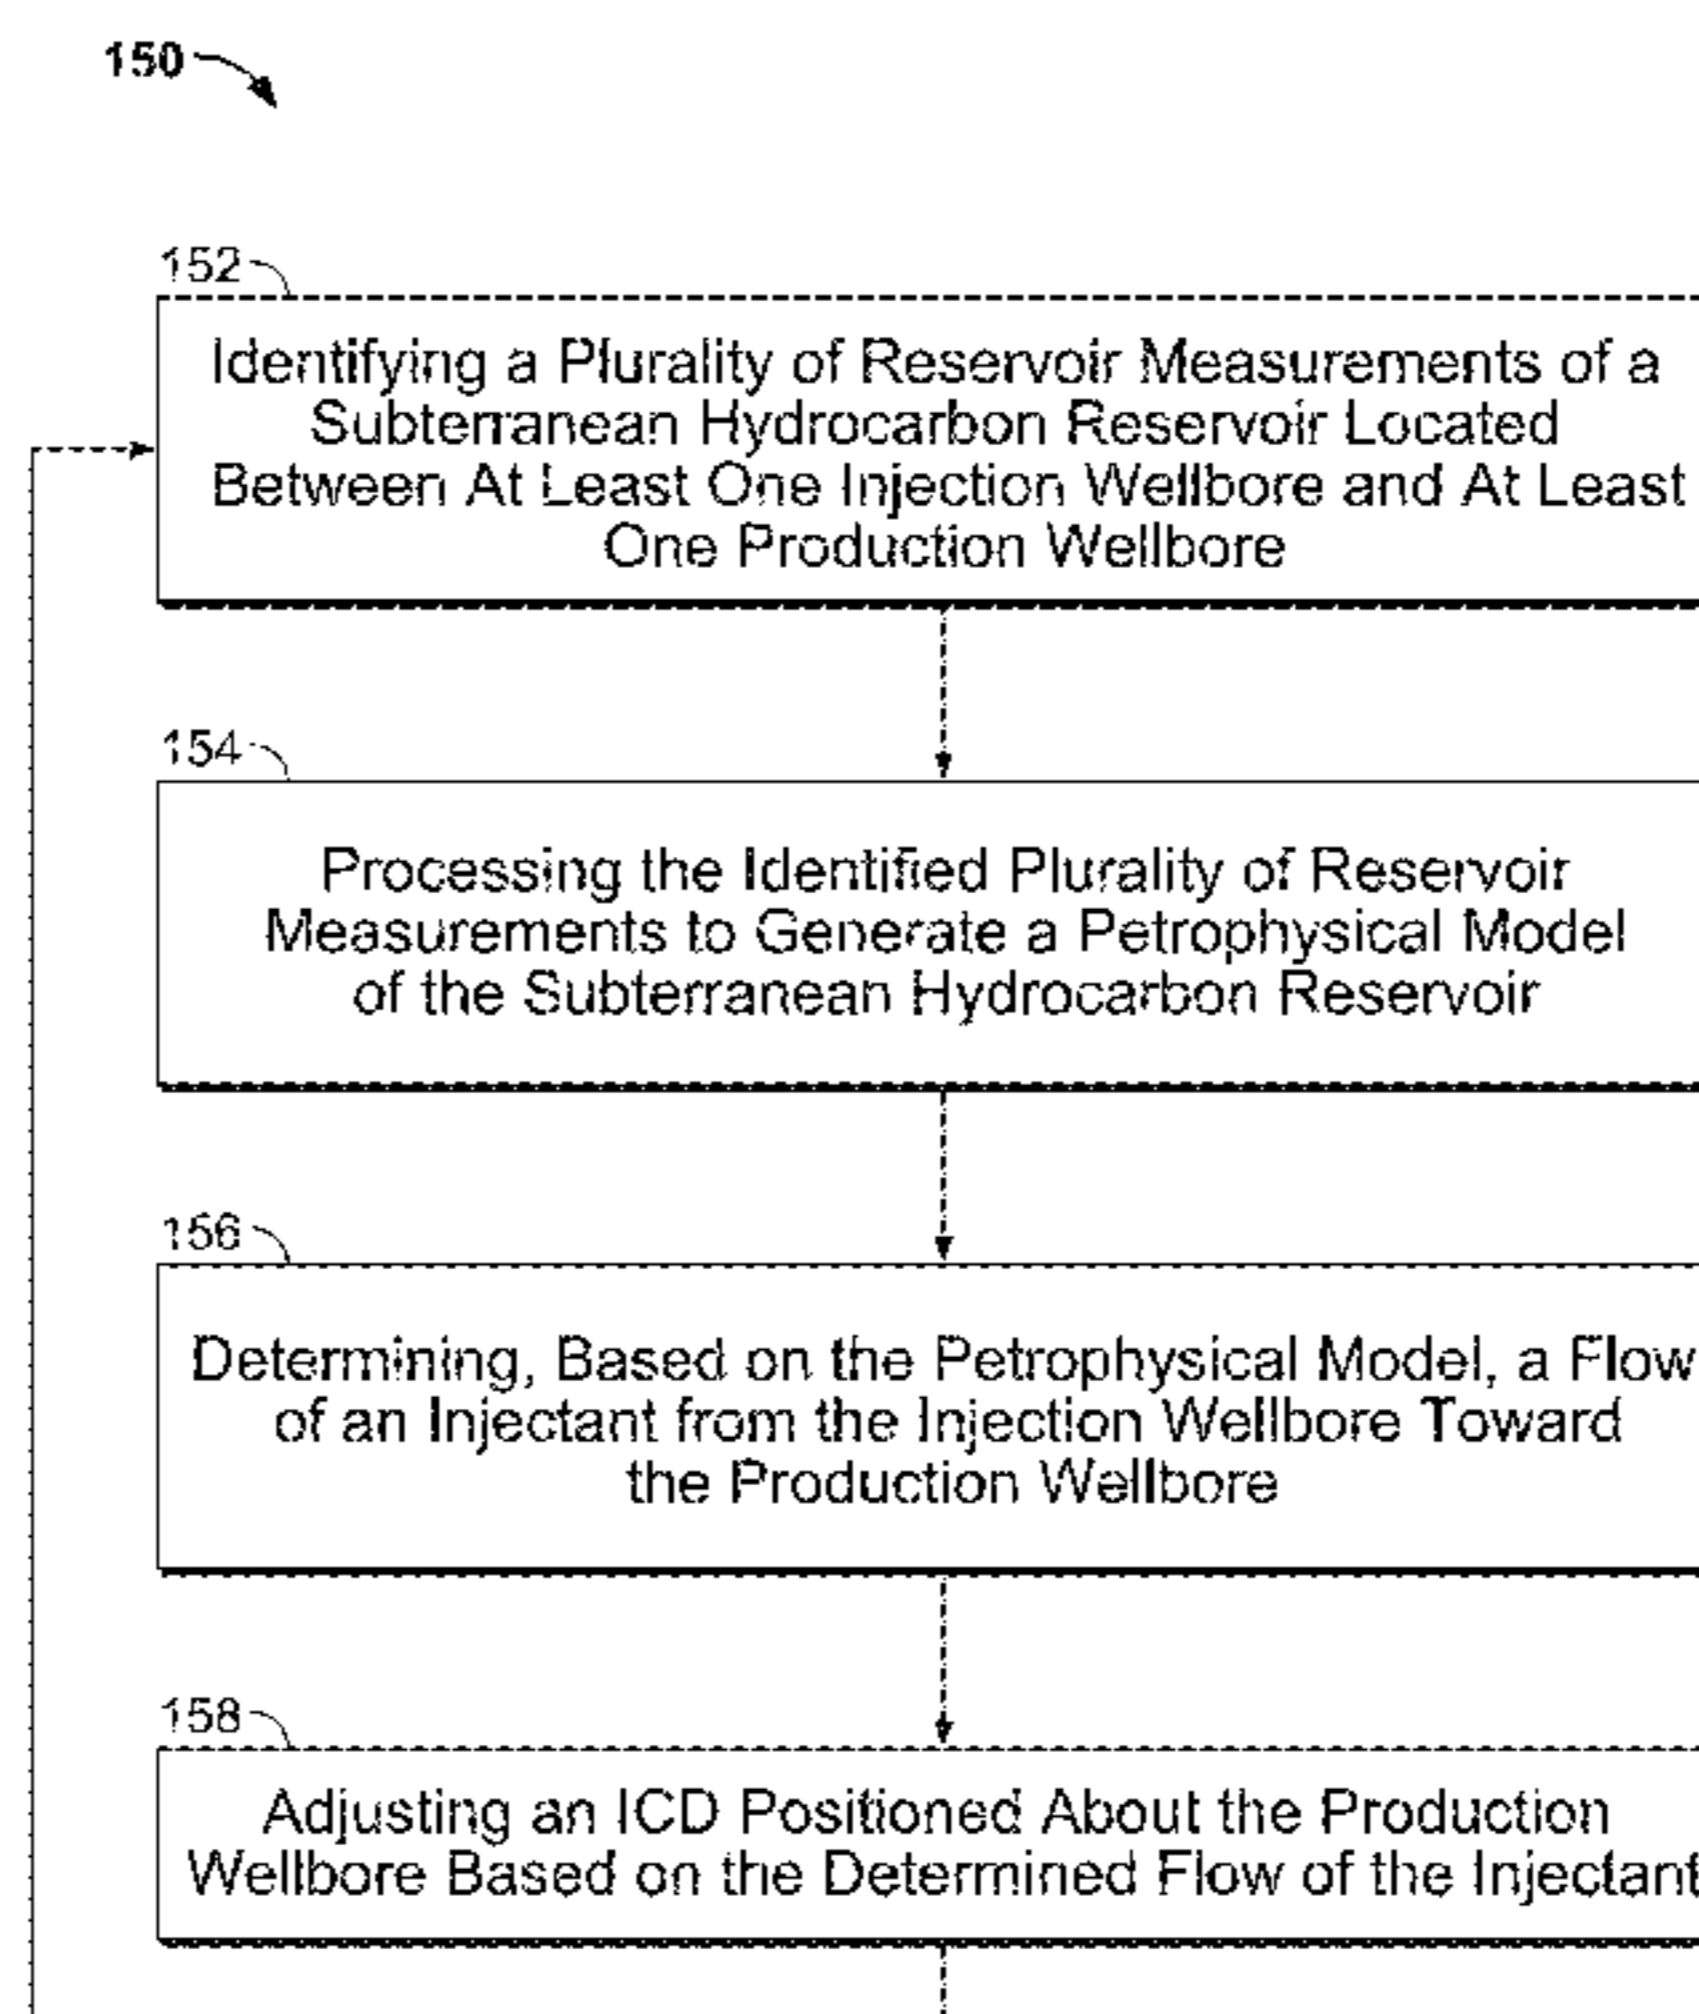 150
152
Identifying a Plurality of Reservoir Measurements of a
Subterranean Hydrocarbon Reservoir Located
Between At Least One Injection Wellbore and At Least
One Production Wellbore
154
Processing the Identified Plurality of Reservoir
Measurements to Generate a Petrophysical Model
of the Subterranean Hydrocarbon Reservoir
156
Determining, Based on the Petrophysical Model, a Flow
of an Injectant from the Injection Wellbore Toward
the Production Wellbore
158
Adjusting an ICD Positioned About the Production
Wellbore Based on the Determined Flow of the Injectant